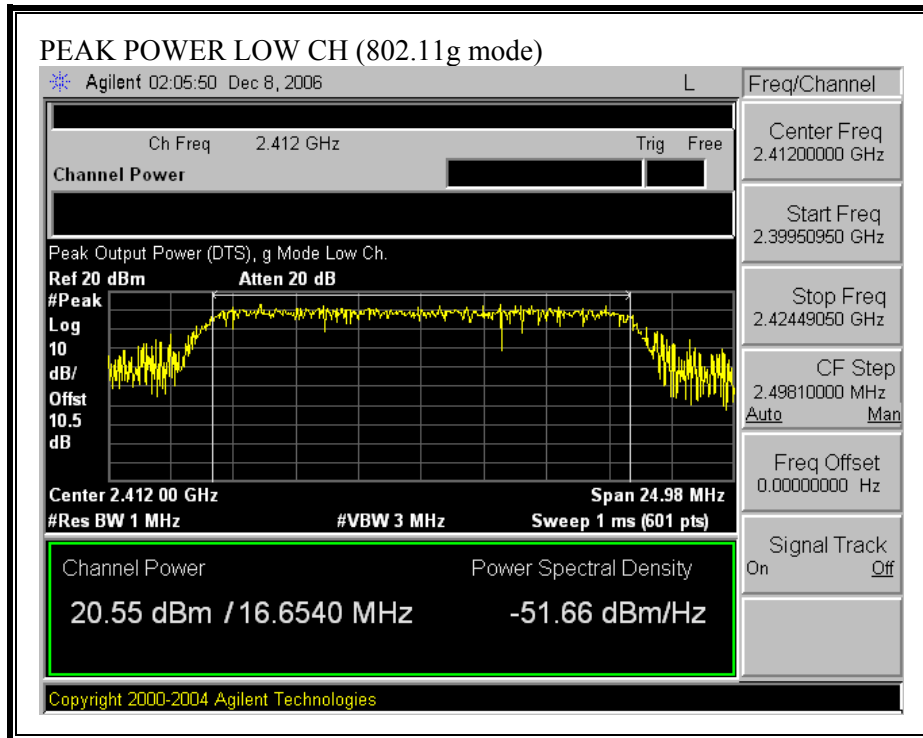 PEAK POWER LOW CH (802.11g mode)
Agilent 02:05:50 Dec 8, 2006 L
Freq/Channel
Ch Freq 2.412 GHz Trig Free
Channel Power
Center Freq
2.41200000 GHz
Start Freq
2.39950950 GHz
Stop Freq
2.42449050 GHz
CF Step
2.49810000 MHz
Auto Man
Freq Offset
0.00000000 Hz
Signal Track
On Off
Peak Output Power (DTS), g Mode Low Ch.
Ref 20 dBm Atten 20 dB
#Peak
Log
10
dB/
Offst
10.5
dB
Center 2.412 00 GHz Span 24.98 MHz
#Res BW 1 MHz #VBW 3 MHz Sweep 1 ms (601 pts)
Channel Power Power Spectral Density
20.55 dBm / 16.6540 MHz -51.66 dBm/Hz
Copyright 2000-2004 Agilent Technologies